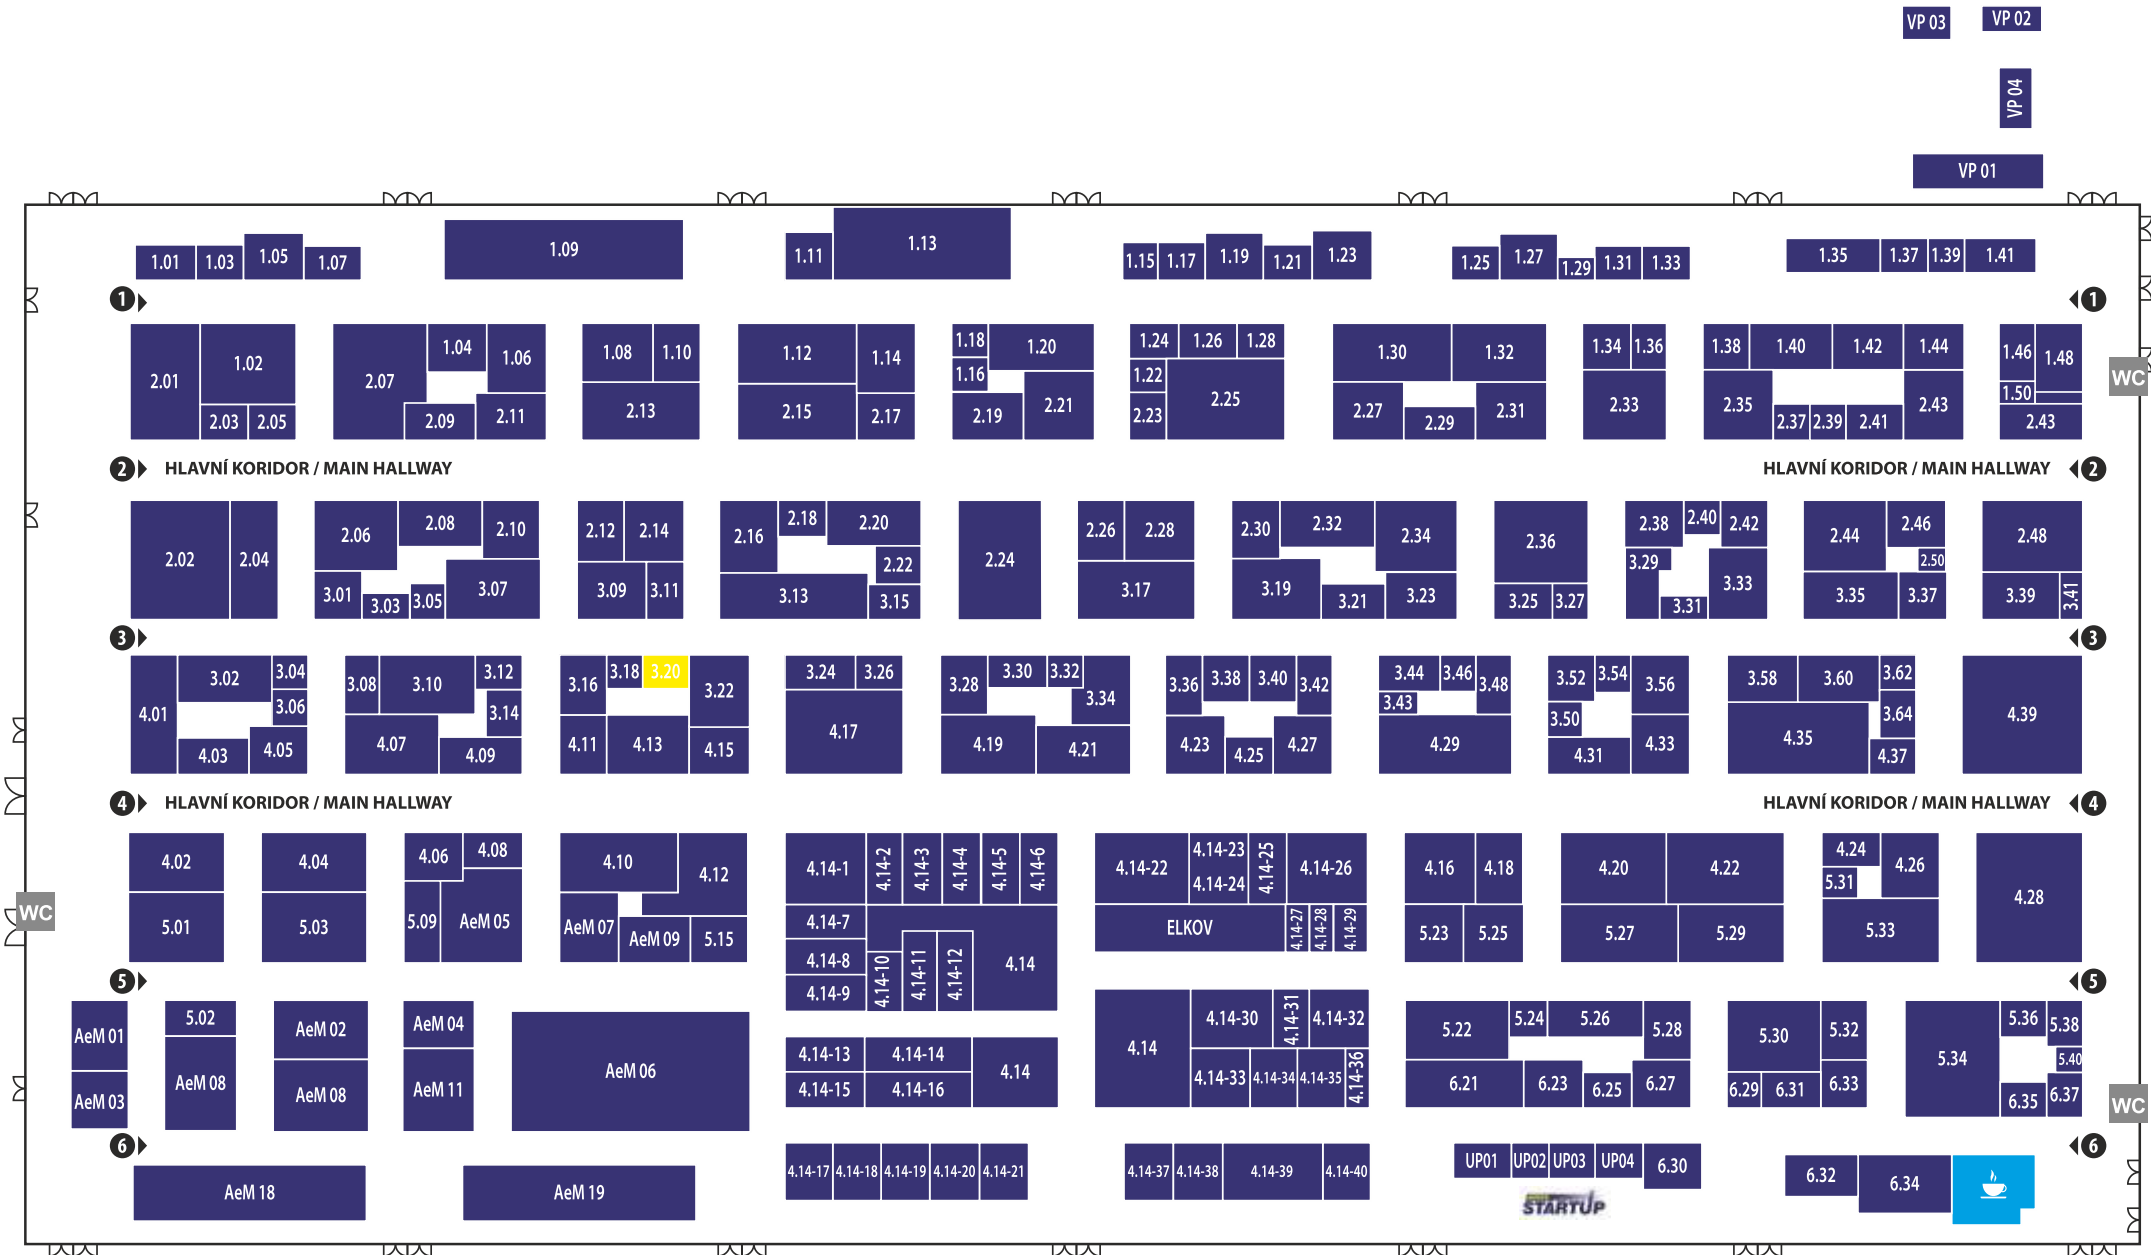 VP 03 VP 02
VP 04
VP 01
1.01 1.03 1.05 1.07 1.09 1.11 1.13 1.15 1.17 1.19 1.21 1.23 1.25 1.27 1.29 1.31 1.33 1.35 1.37 1.39 1.41
1 1
2.01 1.02 2.07 1.04 1.06 1.08 1.10 1.12 1.14 1.18 1.20 1.24 1.26 1.28 1.30 1.32 1.34 1.36 1.38 1.40 1.42 1.44 1.46 1.48
WC
1.16 1.22 1.50
2.03 2.05 2.09 2.11 2.13 2.15 2.17 2.19 2.21 2.23 2.25 2.27 2.29 2.31 2.33 2.35 2.37 2.39 2.41 2.43 2.43
2 HLAVNÍ KORIDOR / MAIN HALLWAY HLAVNÍ KORIDOR / MAIN HALLWAY 2
2.02 2.04 2.06 2.08 2.10 2.12 2.14 2.16 2.18 2.20 2.24 2.26 2.28 2.30 2.32 2.34 2.36 2.38 2.40 2.42 2.44 2.46 2.48
2.22 3.29 2.50
3.01 3.03 3.05 3.07 3.09 3.11 3.13 3.15 3.17 3.19 3.21 3.23 3.25 3.27 3.31 3.33 3.35 3.37 3.39 3.41
3 3
4.01 3.02 3.04 3.08 3.10 3.12 3.16 3.18 3.20 3.22 3.24 3.26 3.28 3.30 3.32 3.34 3.36 3.38 3.40 3.42 3.44 3.46 3.48 3.52 3.54 3.56 3.58 3.60 3.62 4.39
3.06 3.14 3.43 3.50 3.64
4.03 4.05 4.07 4.09 4.11 4.13 4.15 4.17 4.19 4.21 4.23 4.25 4.27 4.29 4.31 4.33 4.35 4.37
4 HLAVNÍ KORIDOR / MAIN HALLWAY HLAVNÍ KORIDOR / MAIN HALLWAY 4
4.02 4.04 4.06 4.08 4.10 4.12 4.14-1 4.14-2 4.14-3 4.14-4 4.14-5 4.14-6 4.14-22 4.14-23 4.14-24 4.14-25 4.14-26 4.16 4.18 4.20 4.22 4.24 4.26 4.28
WC
5.31
5.01 5.03 5.09 AeM 05 AeM 07 AeM 09 5.15 4.14-7 ELKOV 4.14-27 4.14-28 4.14-29 5.23 5.25 5.27 5.29 5.33
4.14-8 4.14-10 4.14-11 4.14-12 4.14
4.14-9
5 5
AeM 01 5.02 AeM 02 AeM 04 4.14 4.14-30 4.14-31 4.14-32 5.22 5.24 5.26 5.28 5.30 5.32 5.34 5.36 5.38
AeM 08 AeM 06 4.14-13 4.14-14 4.14 5.40
AeM 03 AeM 08 AeM 11 4.14-15 4.14-16 4.14-33 4.14-34 4.14-35 4.14-36 6.21 6.23 6.25 6.27 6.29 6.31 6.33 6.35 6.37
WC
6 6
AeM 18 AeM 19 4.14-17 4.14-18 4.14-19 4.14-20 4.14-21 4.14-37 4.14-38 4.14-39 4.14-40 UP01 UP02 UP03 UP04 6.30 6.32 6.34
STARTUP